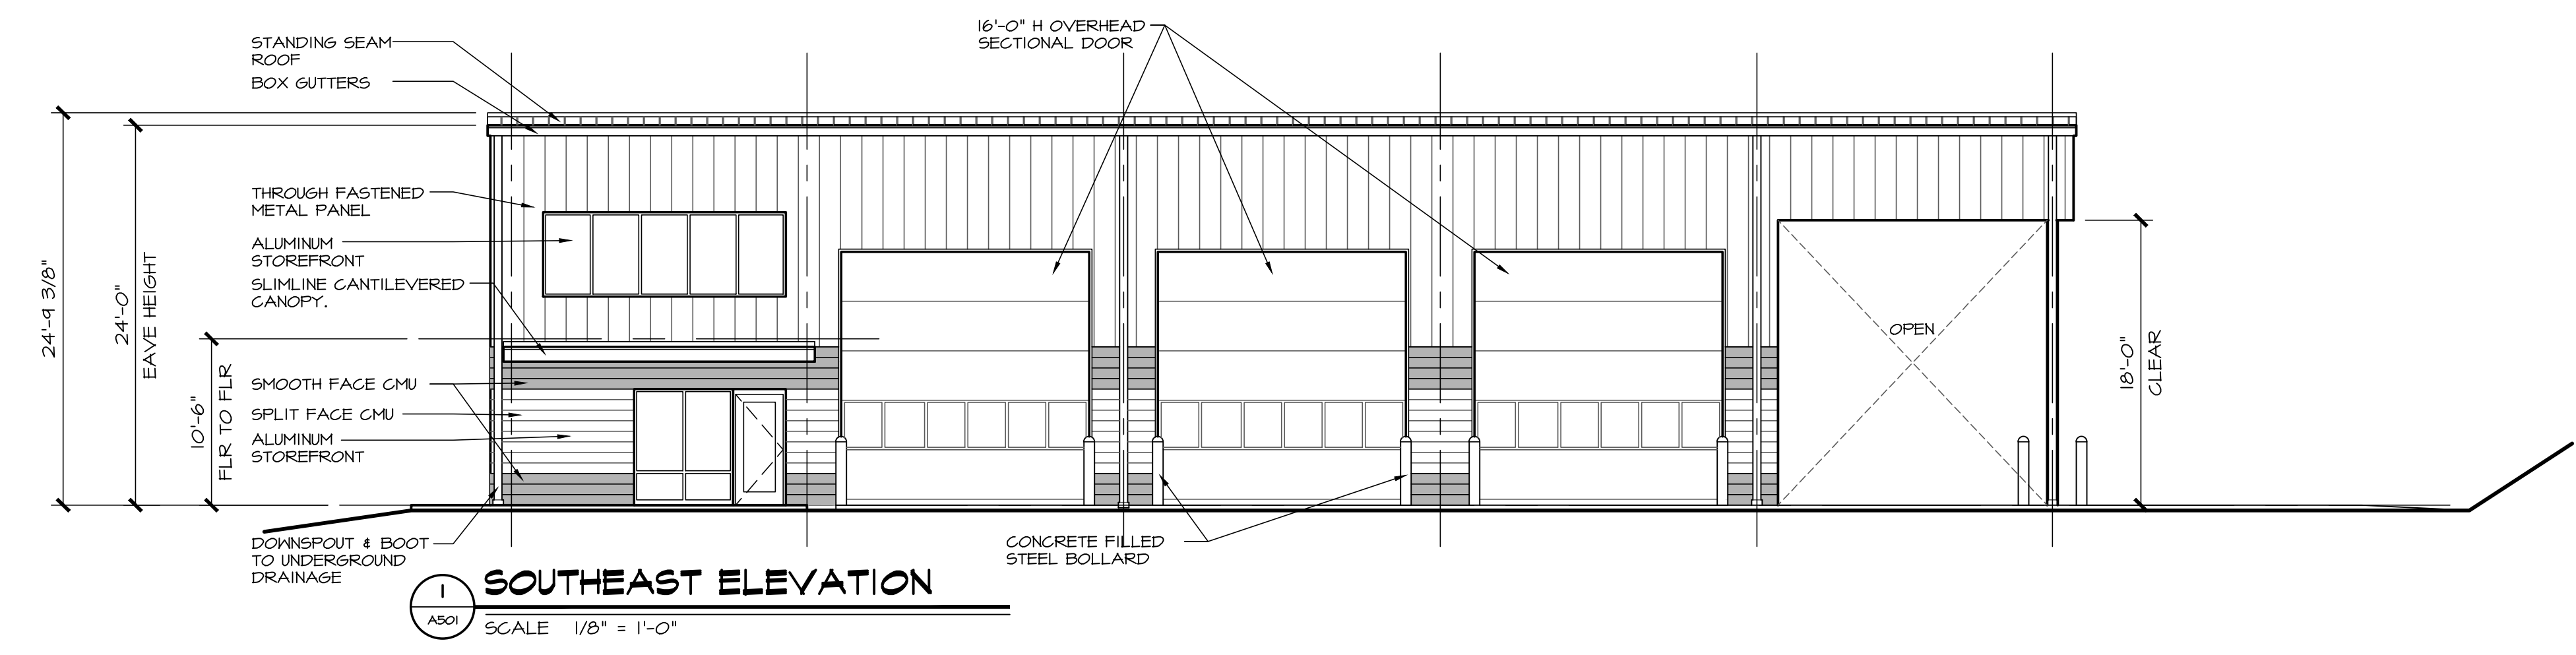 16'-0" H OVERHEAD
SECTIONAL DOOR
STANDING SEAM
ROOF
BOX GUTTERS
THROUGH FASTENED
METAL PANEL
ALUMINUM
STOREFRONT
SLIMLINE CANTILEVERED
CANOPY.
SMOOTH FACE CMU
SPLIT FACE CMU
ALUMINUM
STOREFRONT
DOWNSPOUT & BOOT
TO UNDERGROUND
DRAINAGE
24'-9 3/8"
24'-0"
EAVE HEIGHT
10'-6"
FLR TO FLR
OPEN
18'-0"
CLEAR
CONCRETE FILLED
STEEL BOLLARD
1
A501
SOUTHEAST ELEVATION
SCALE 1/8" = 1'-0"